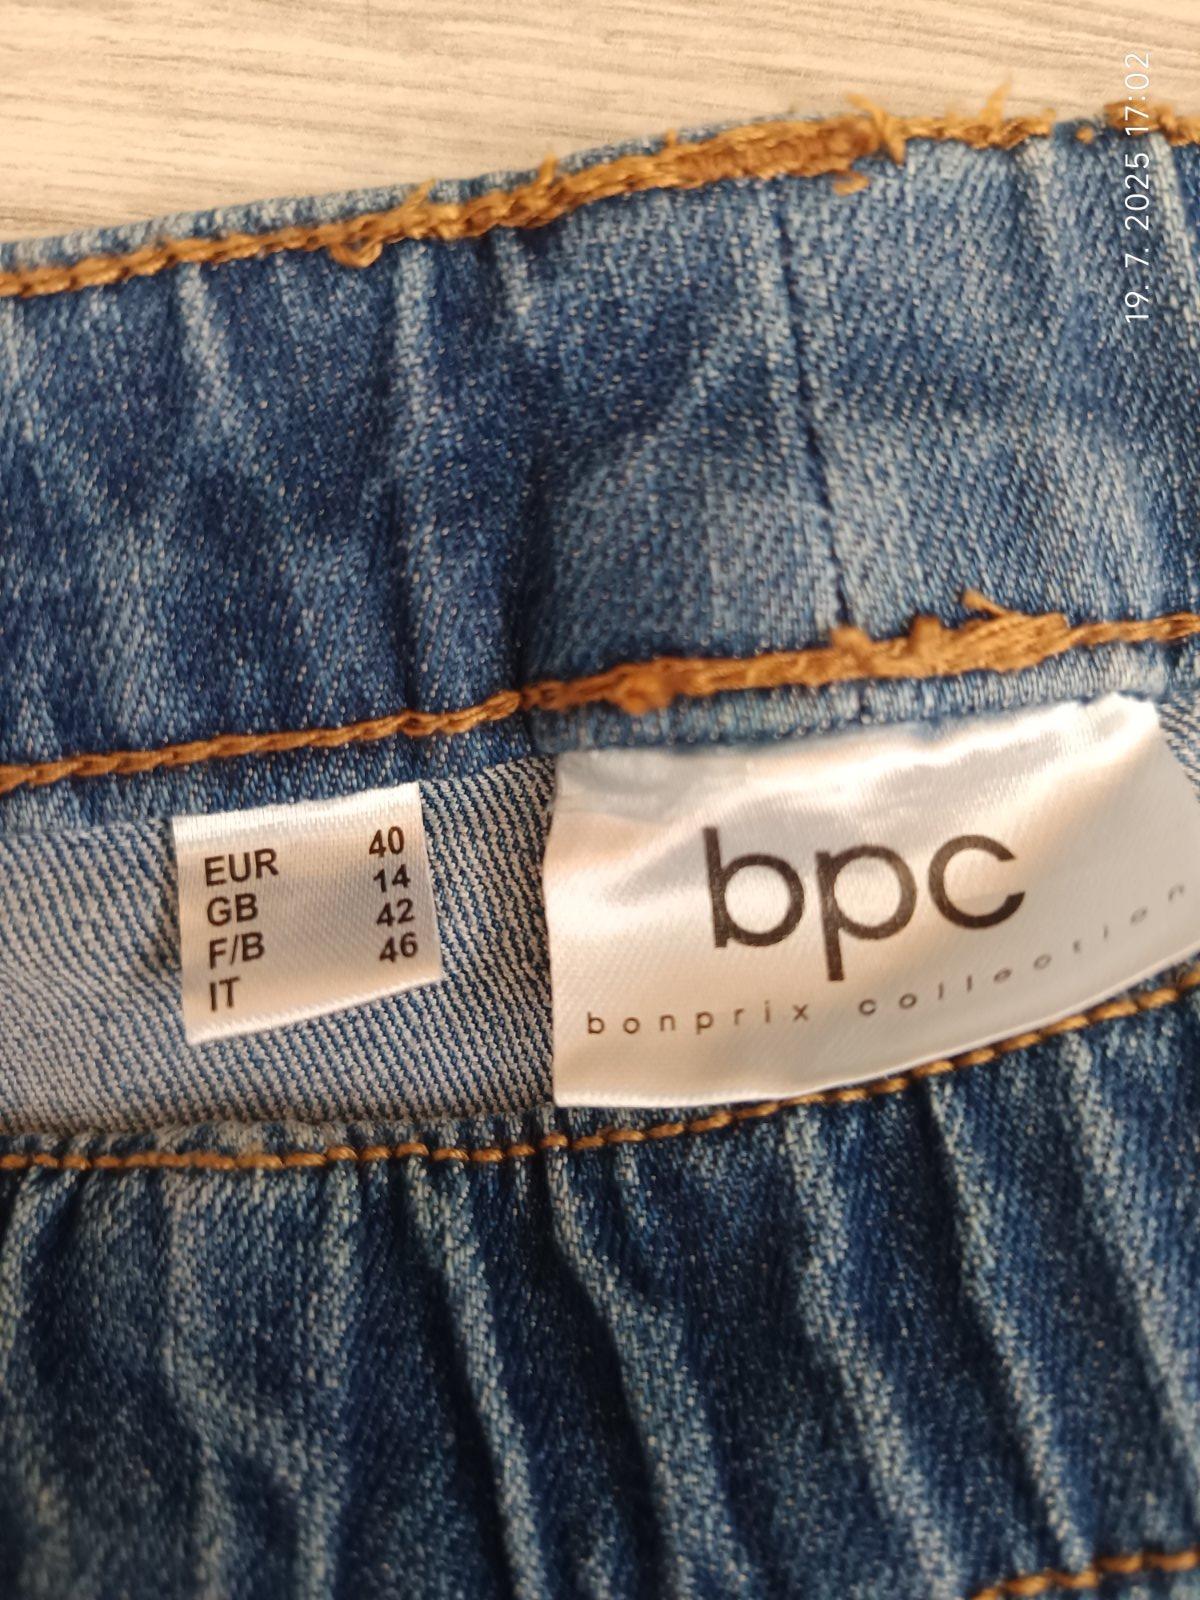 19. 7. 2025 17:02
EUR 40
GB 14
F/B 42
IT 46
bpc
bonprix collection